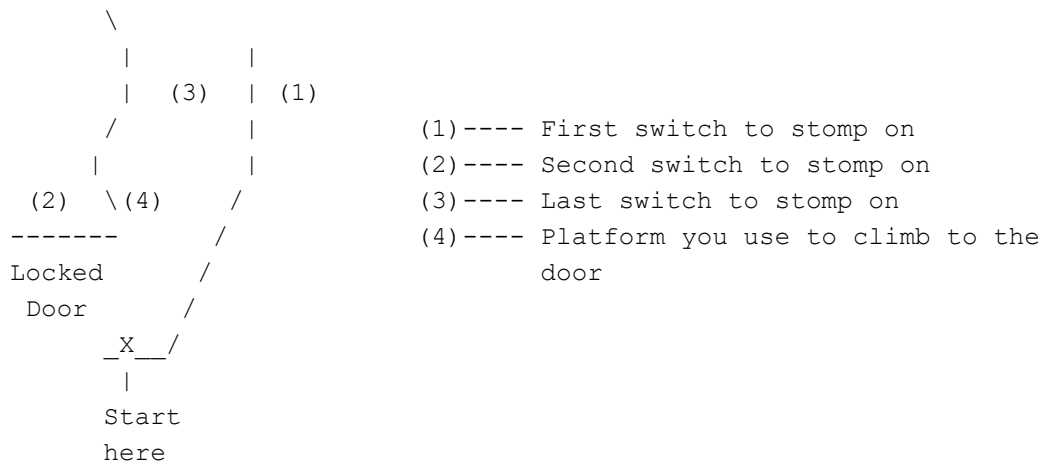 \
| |
| (3) | (1)
/ | (1)---- First switch to stomp on
| | (2)---- Second switch to stomp on
(2) \(4) / (3)---- Last switch to stomp on
------- / (4)---- Platform you use to climb to the
Locked / door
Door /
_X__/
|
Start
here